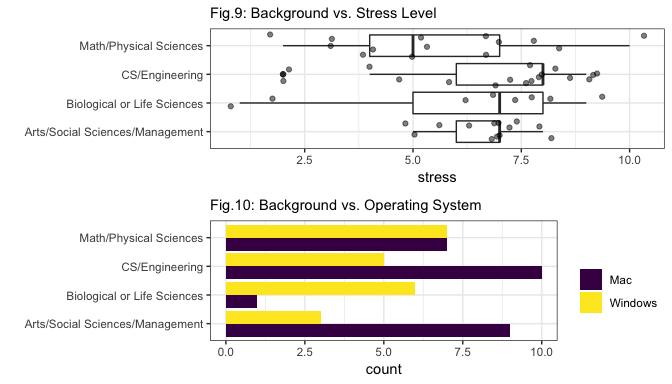 Fig.9: Background vs. Stress Level
Math/Physical Sciences
CS/Engineering
Biological or Life Sciences
Arts/Social Sciences/Management
2.5 5.0 7.5 10.0
stress
Fig.10: Background vs. Operating System
Math/Physical Sciences
CS/Engineering
Biological or Life Sciences
Arts/Social Sciences/Management
Mac
Windows
0.0 2.5 5.0 7.5 10.0
count